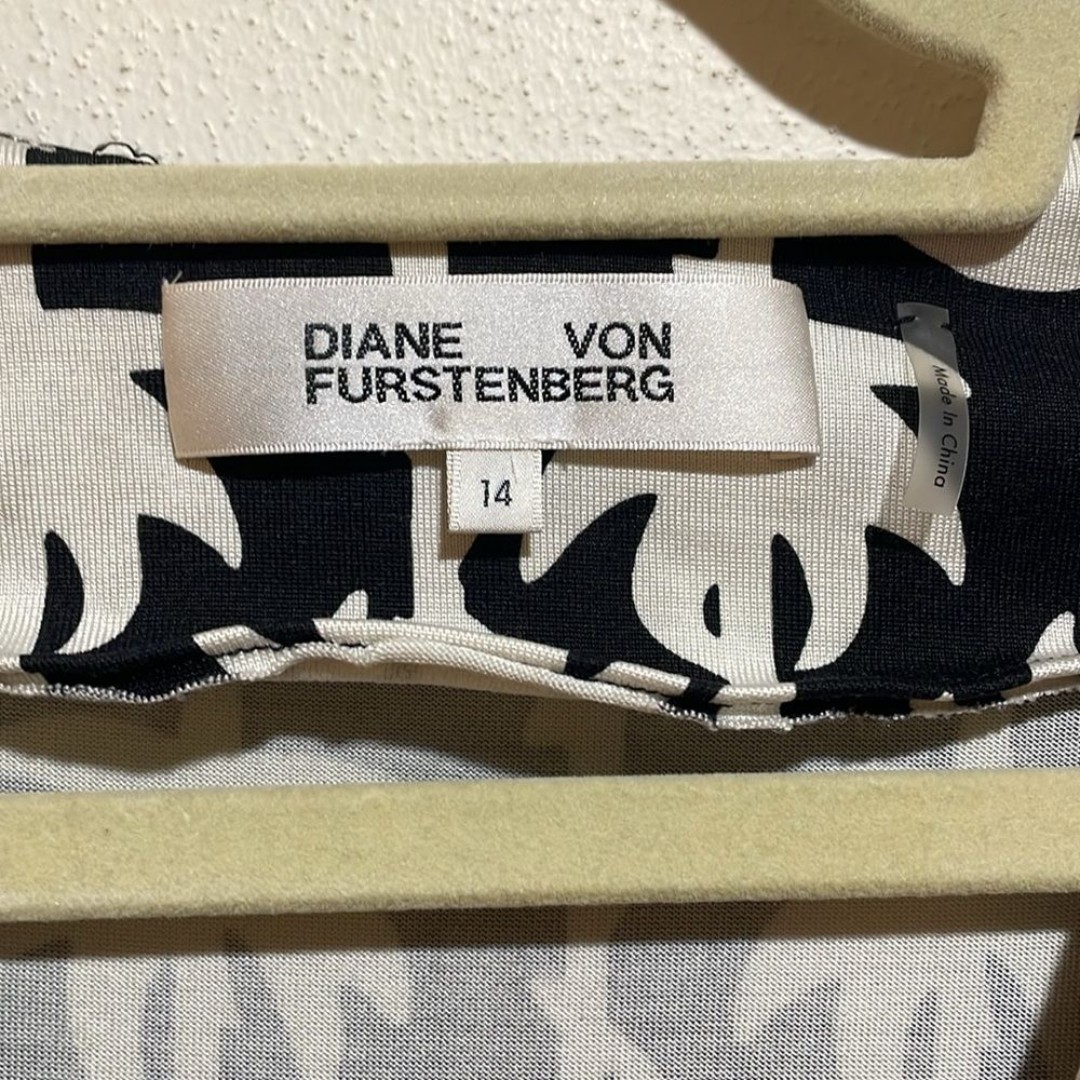 DIANE VON
FURSTENBERG
14
Made In China